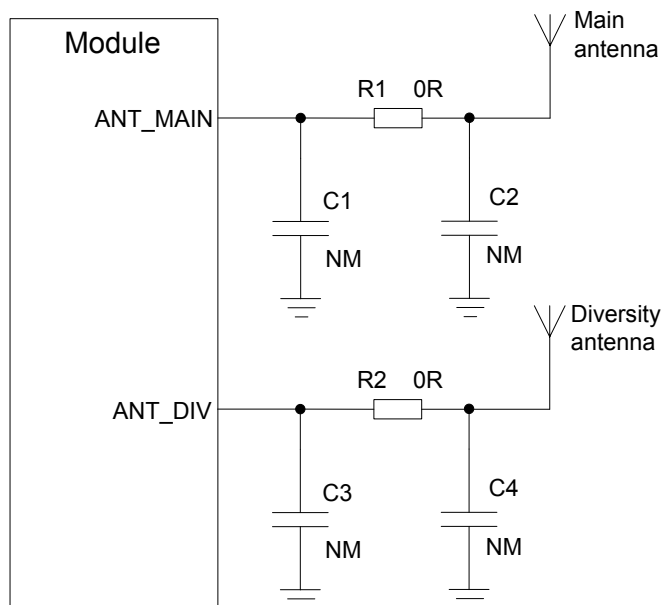 Module
Main
antenna
R1 0R
ANT_MAIN
C1
C2
NM
NM
Diversity
antenna
R2 0R
ANT_DIV
C3
C4
NM
NM